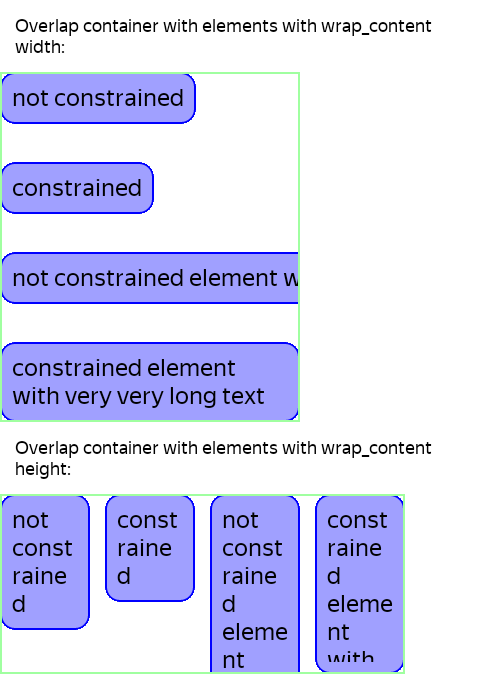 Overlap container with elements with wrap_content
width:
not constrained
constrained
not constrained element w
constrained element
with very very long text
Overlap container with elements with wrap_content
height:
not
const
raine
d
const
raine
d
not
const
raine
d
eleme
nt
const
raine
d
eleme
nt
with